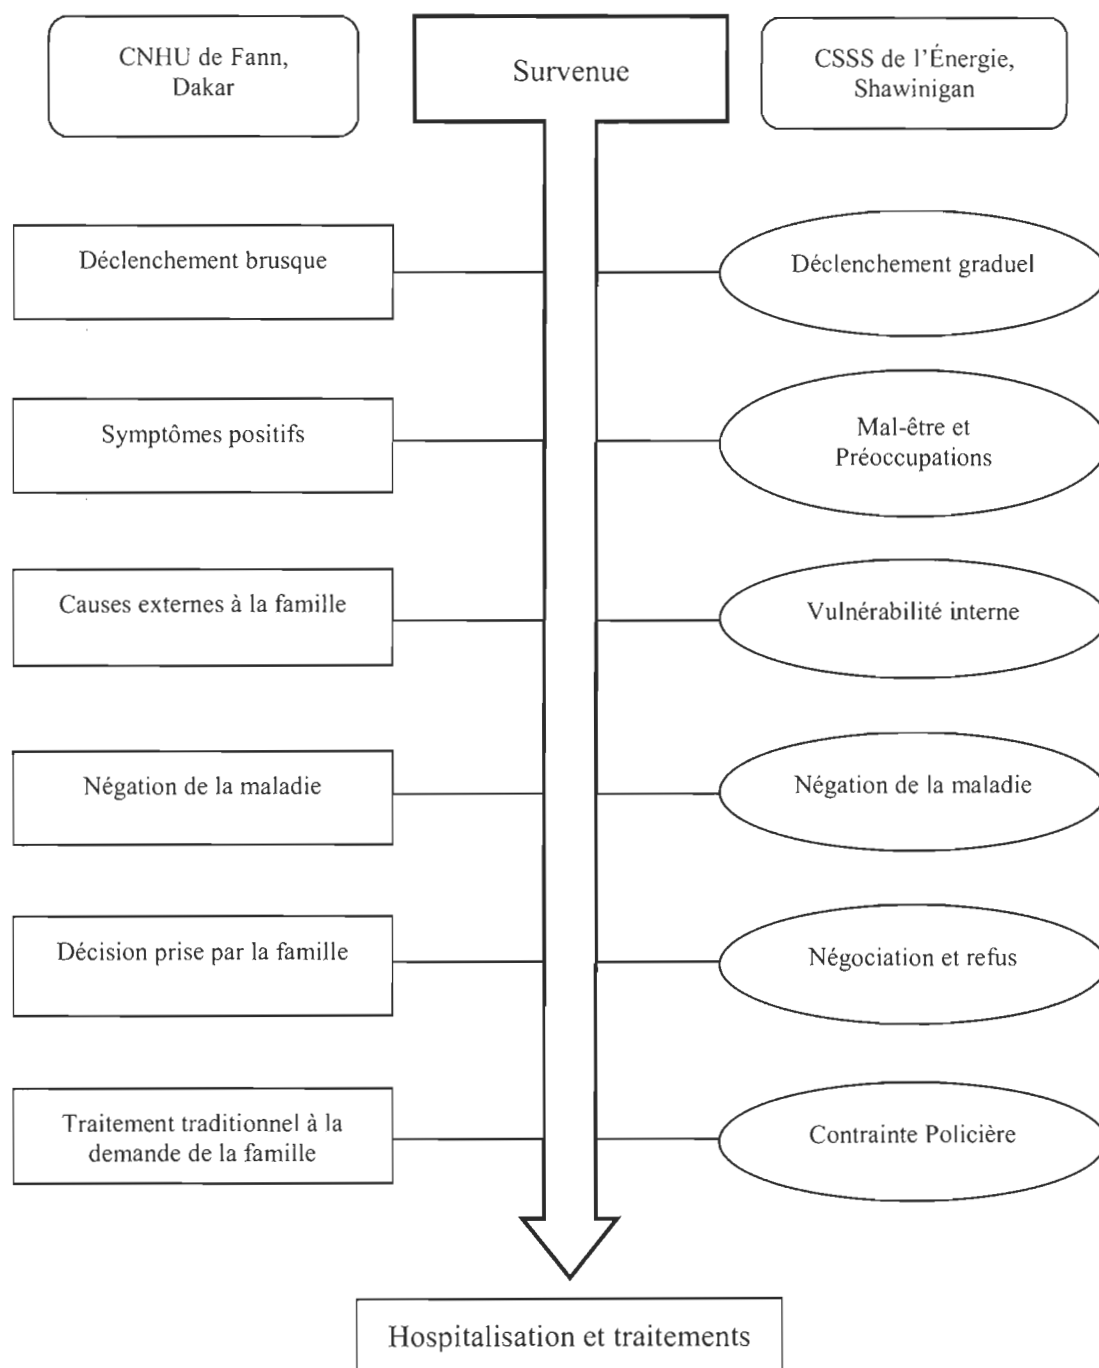 CNHU de Fann,
Dakar
Survenue
CSSS de l'Énergie,
Shawinigan
Déclenchement brusque
Déclenchement graduel
Symptômes positifs
Mal-être et
Préoccupations
Causes externes à la famille
Vulnérabilité interne
Négation de la maladie
Négation de la maladie
Décision prise par la famille
Négociation et refus
Traitement traditionnel à la
demande de la famille
Contrainte Policière
Hospitalisation et traitements